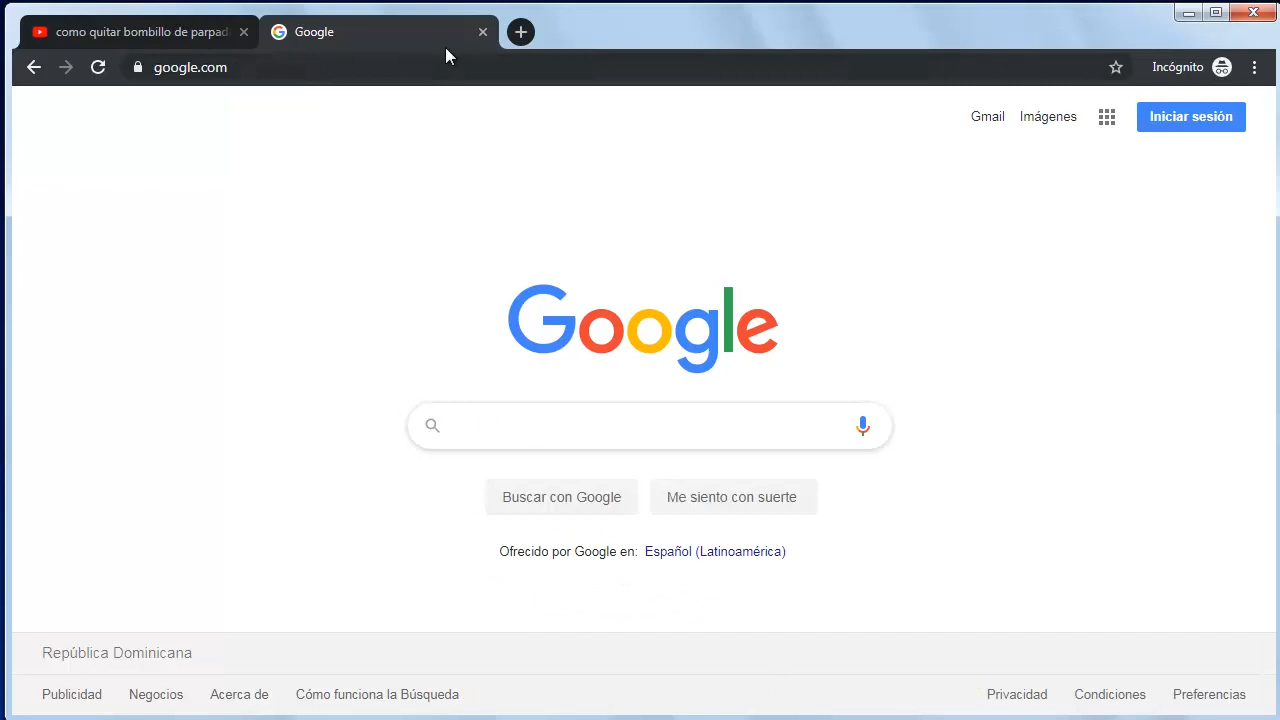 como quitar bombillo de parpad
Google
google.com
Incógnito
Gmail
Imágenes
Iniciar sesión
Google
Buscar con Google
Me siento con suerte
Ofrecido por Google en: Español (Latinoamérica)
República Dominicana
Publicidad
Negocios
Acerca de
Cómo funciona la Búsqueda
Privacidad
Condiciones
Preferencias